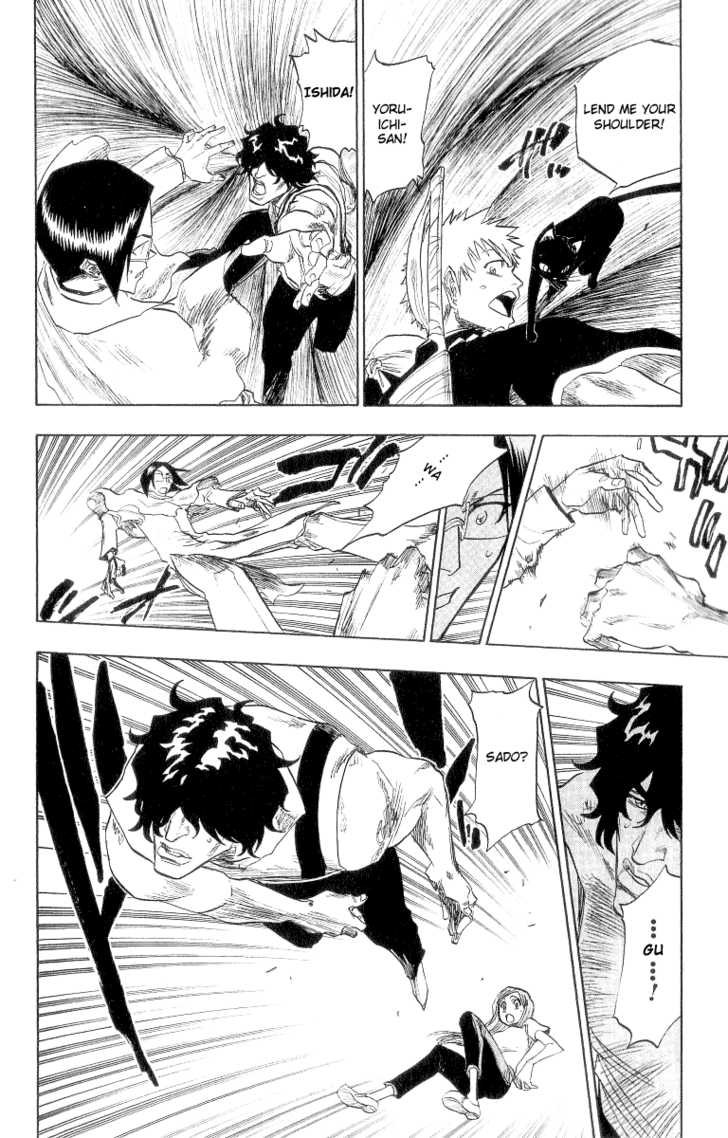 LEND ME YOUR
SHOULDER!
YORU-
ICHI-
SAN!
ISHIDA!
...
WA
.....
GU
.....!
SADO?